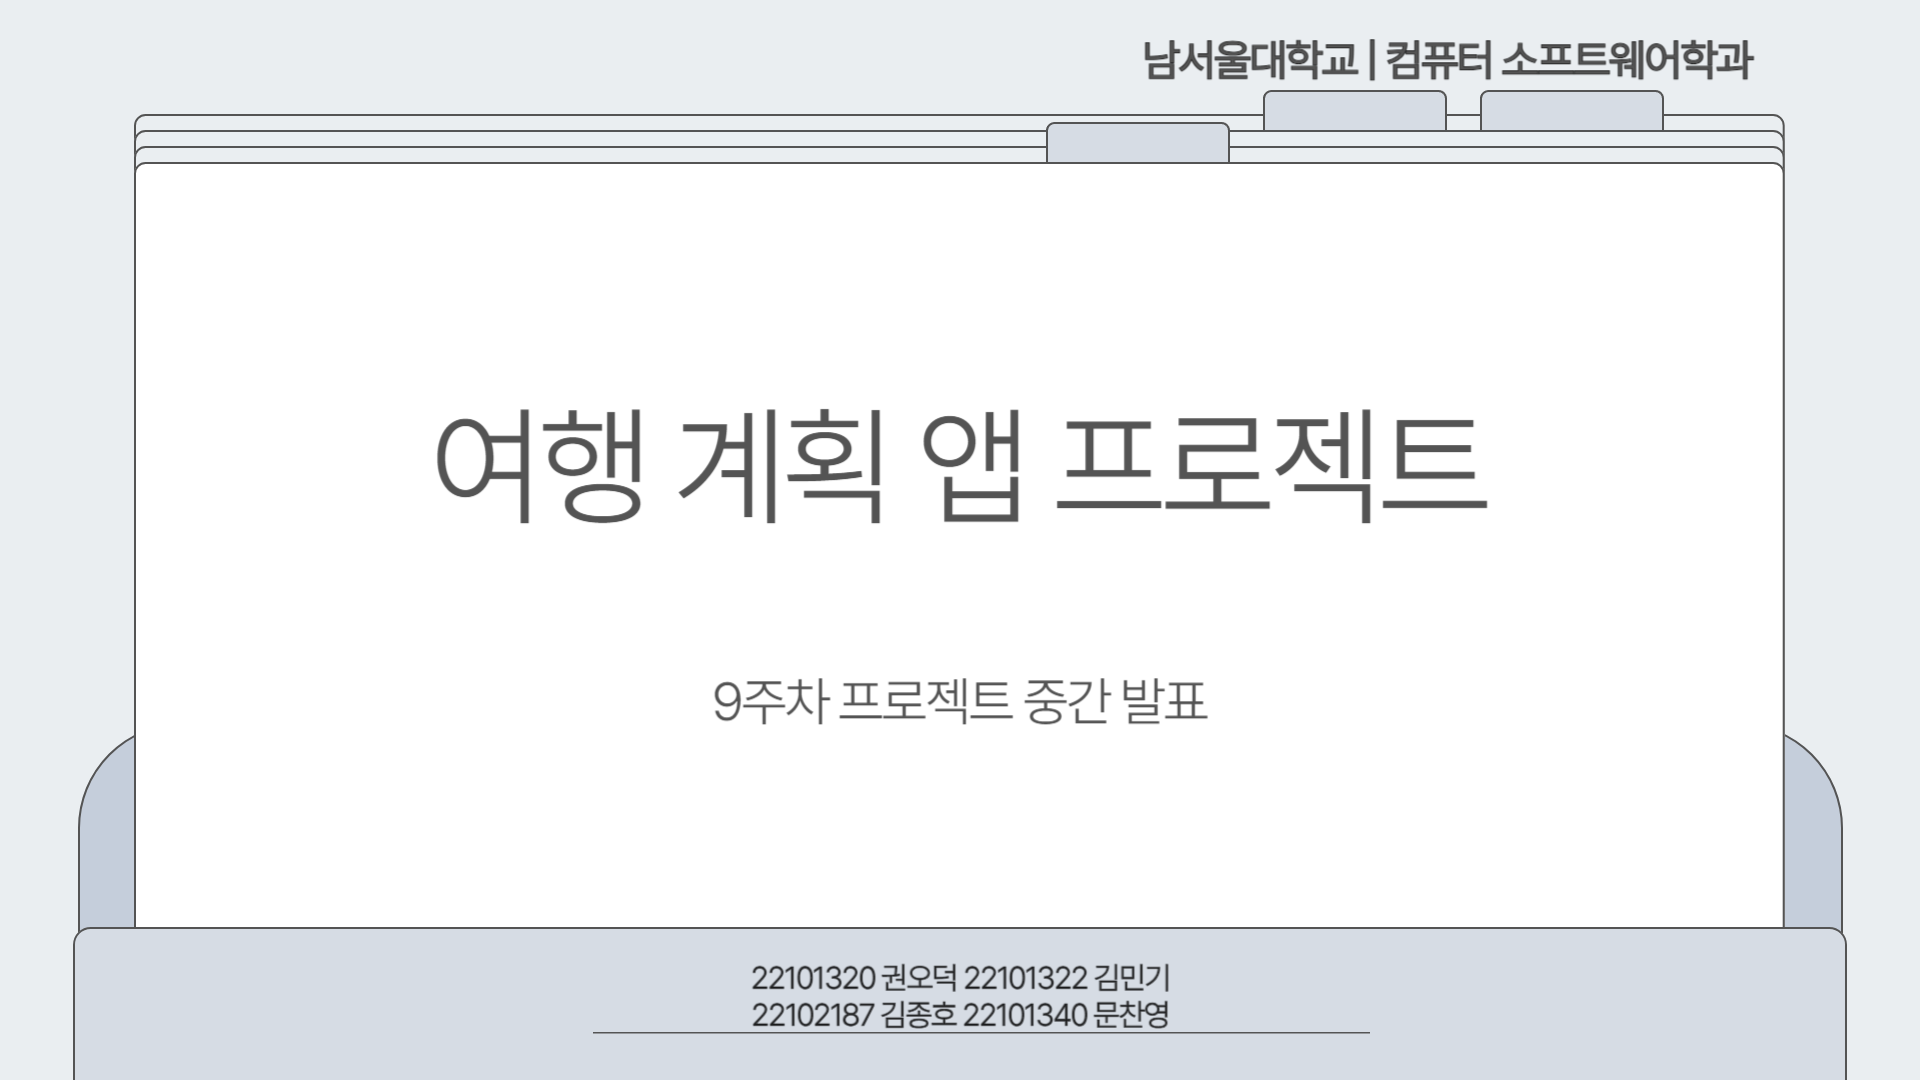 남서울대학교 | 컴퓨터 소프트웨어학과
여행 계획 앱 프로젝트
9주차 프로젝트 중간 발표
22101320 권오덕 22101322 김민기
22102187 김종호 22101340 문찬영